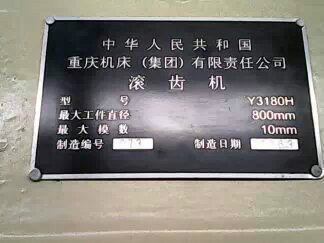 中华人民共和国
重庆机床(集团)有限责任公司
滚齿机
型号 Y3180H
最大工件直径 800mm
最大模数 10mm
制造编号 制造日期